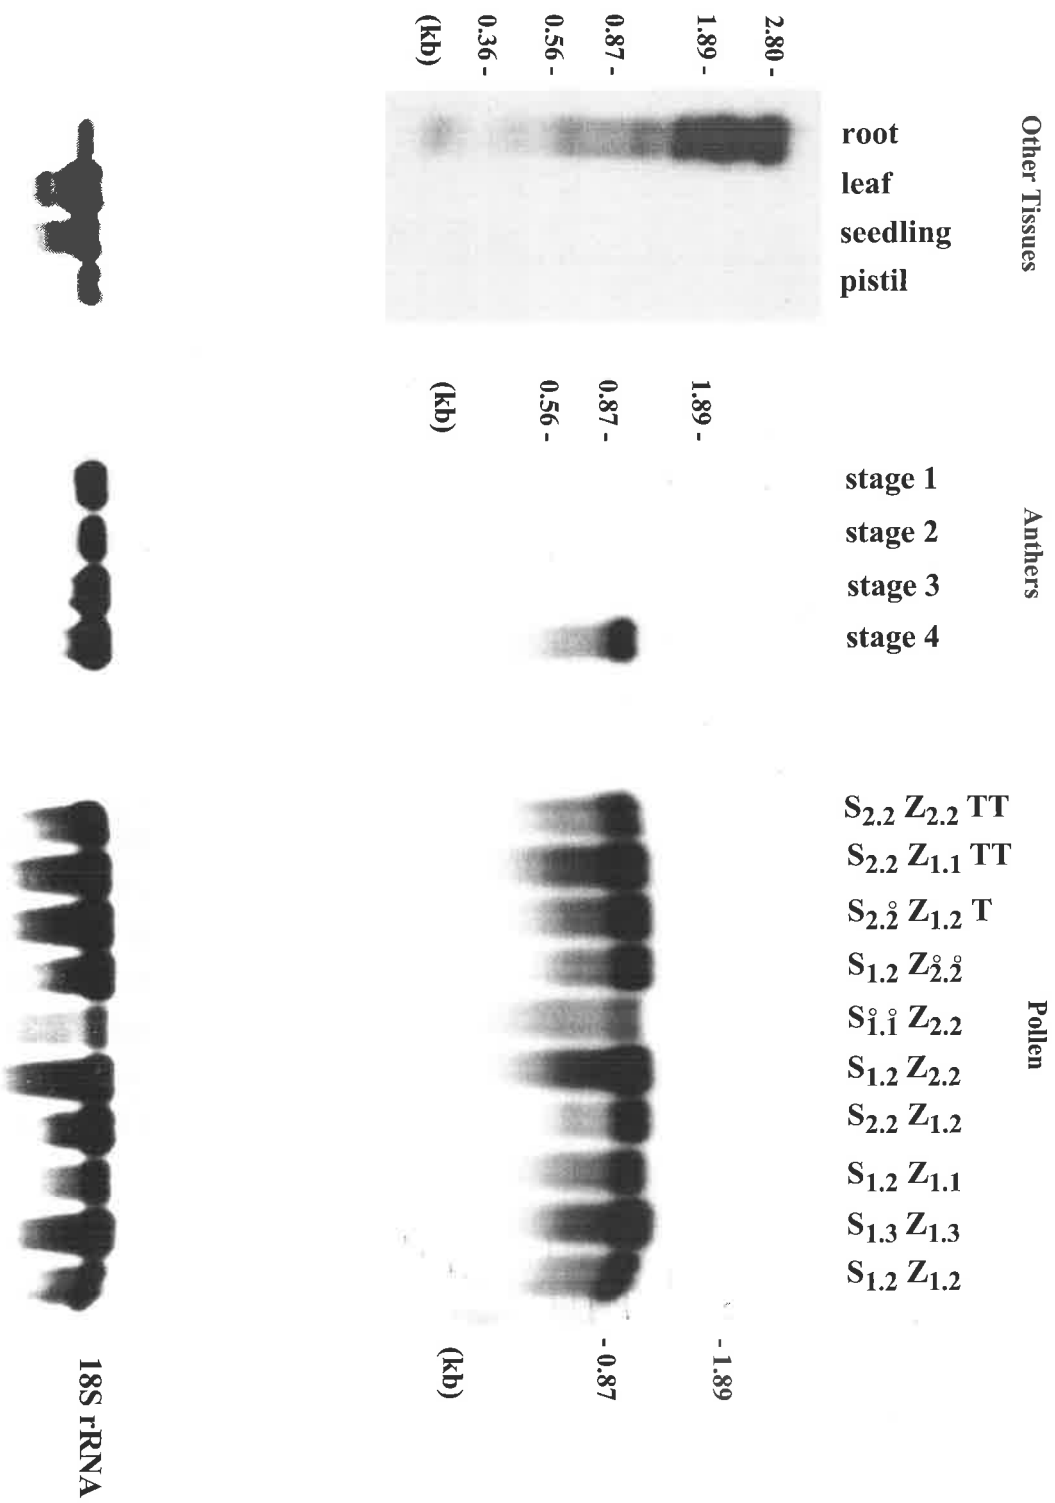 Other Tissues
root
leaf
seedling
pistil
2.80 -
1.89 -
0.87 -
0.56 -
0.36 -
(kb)
Anthers
stage 1
stage 2
stage 3
stage 4
1.89 -
0.87 -
0.56 -
(kb)
Pollen
S2.2 Z2.2 TT
S2.2 Z1.1 TT
S2.2° Z1.2 T
S1.2 Z2°.2°
S1°.1° Z2.2
S1.2 Z2.2
S2.2 Z1.2
S1.2 Z1.1
S1.3 Z1.3
S1.2 Z1.2
- 1.89
- 0.87
(kb)
18S rRNA